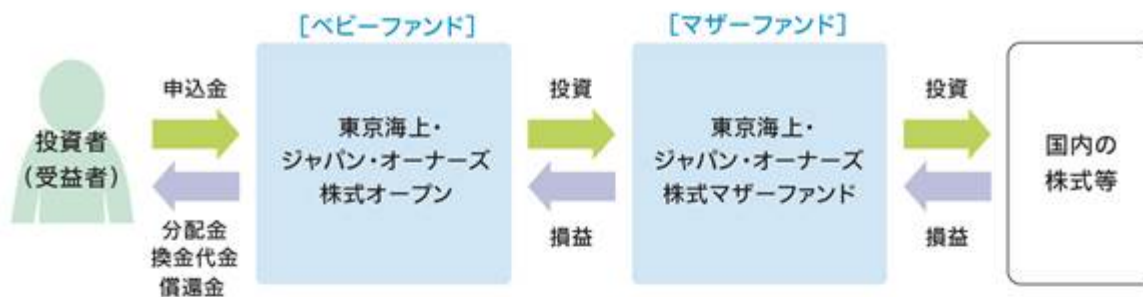 [ベビーファンド]
[マザーファンド]
投資者
(受益者)
申込金
分配金
換金代金
償還金
東京海上・
ジャパン・オーナーズ
株式オープン
投資
損益
東京海上・
ジャパン・オーナーズ
株式マザーファンド
投資
損益
国内の
株式等